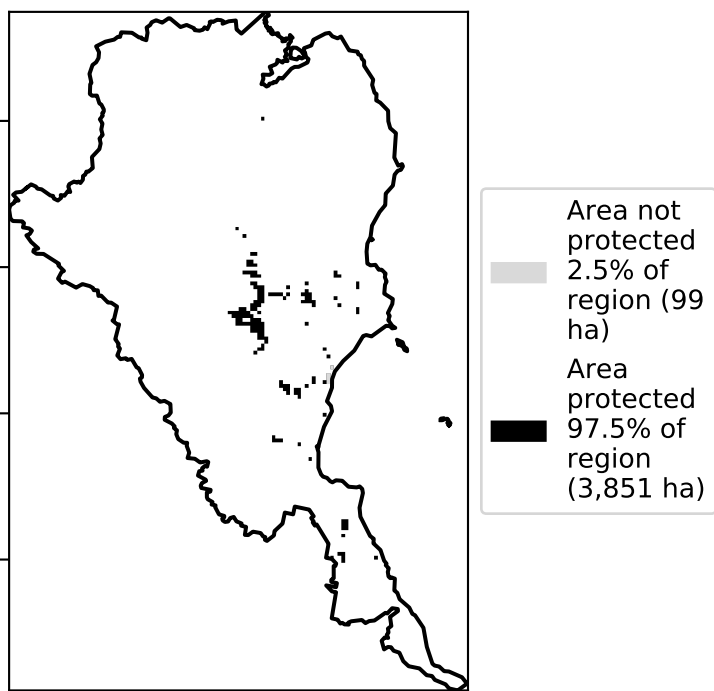 Area not
protected
2.5% of
region (99
ha)
Area
protected
97.5% of
region
(3,851 ha)